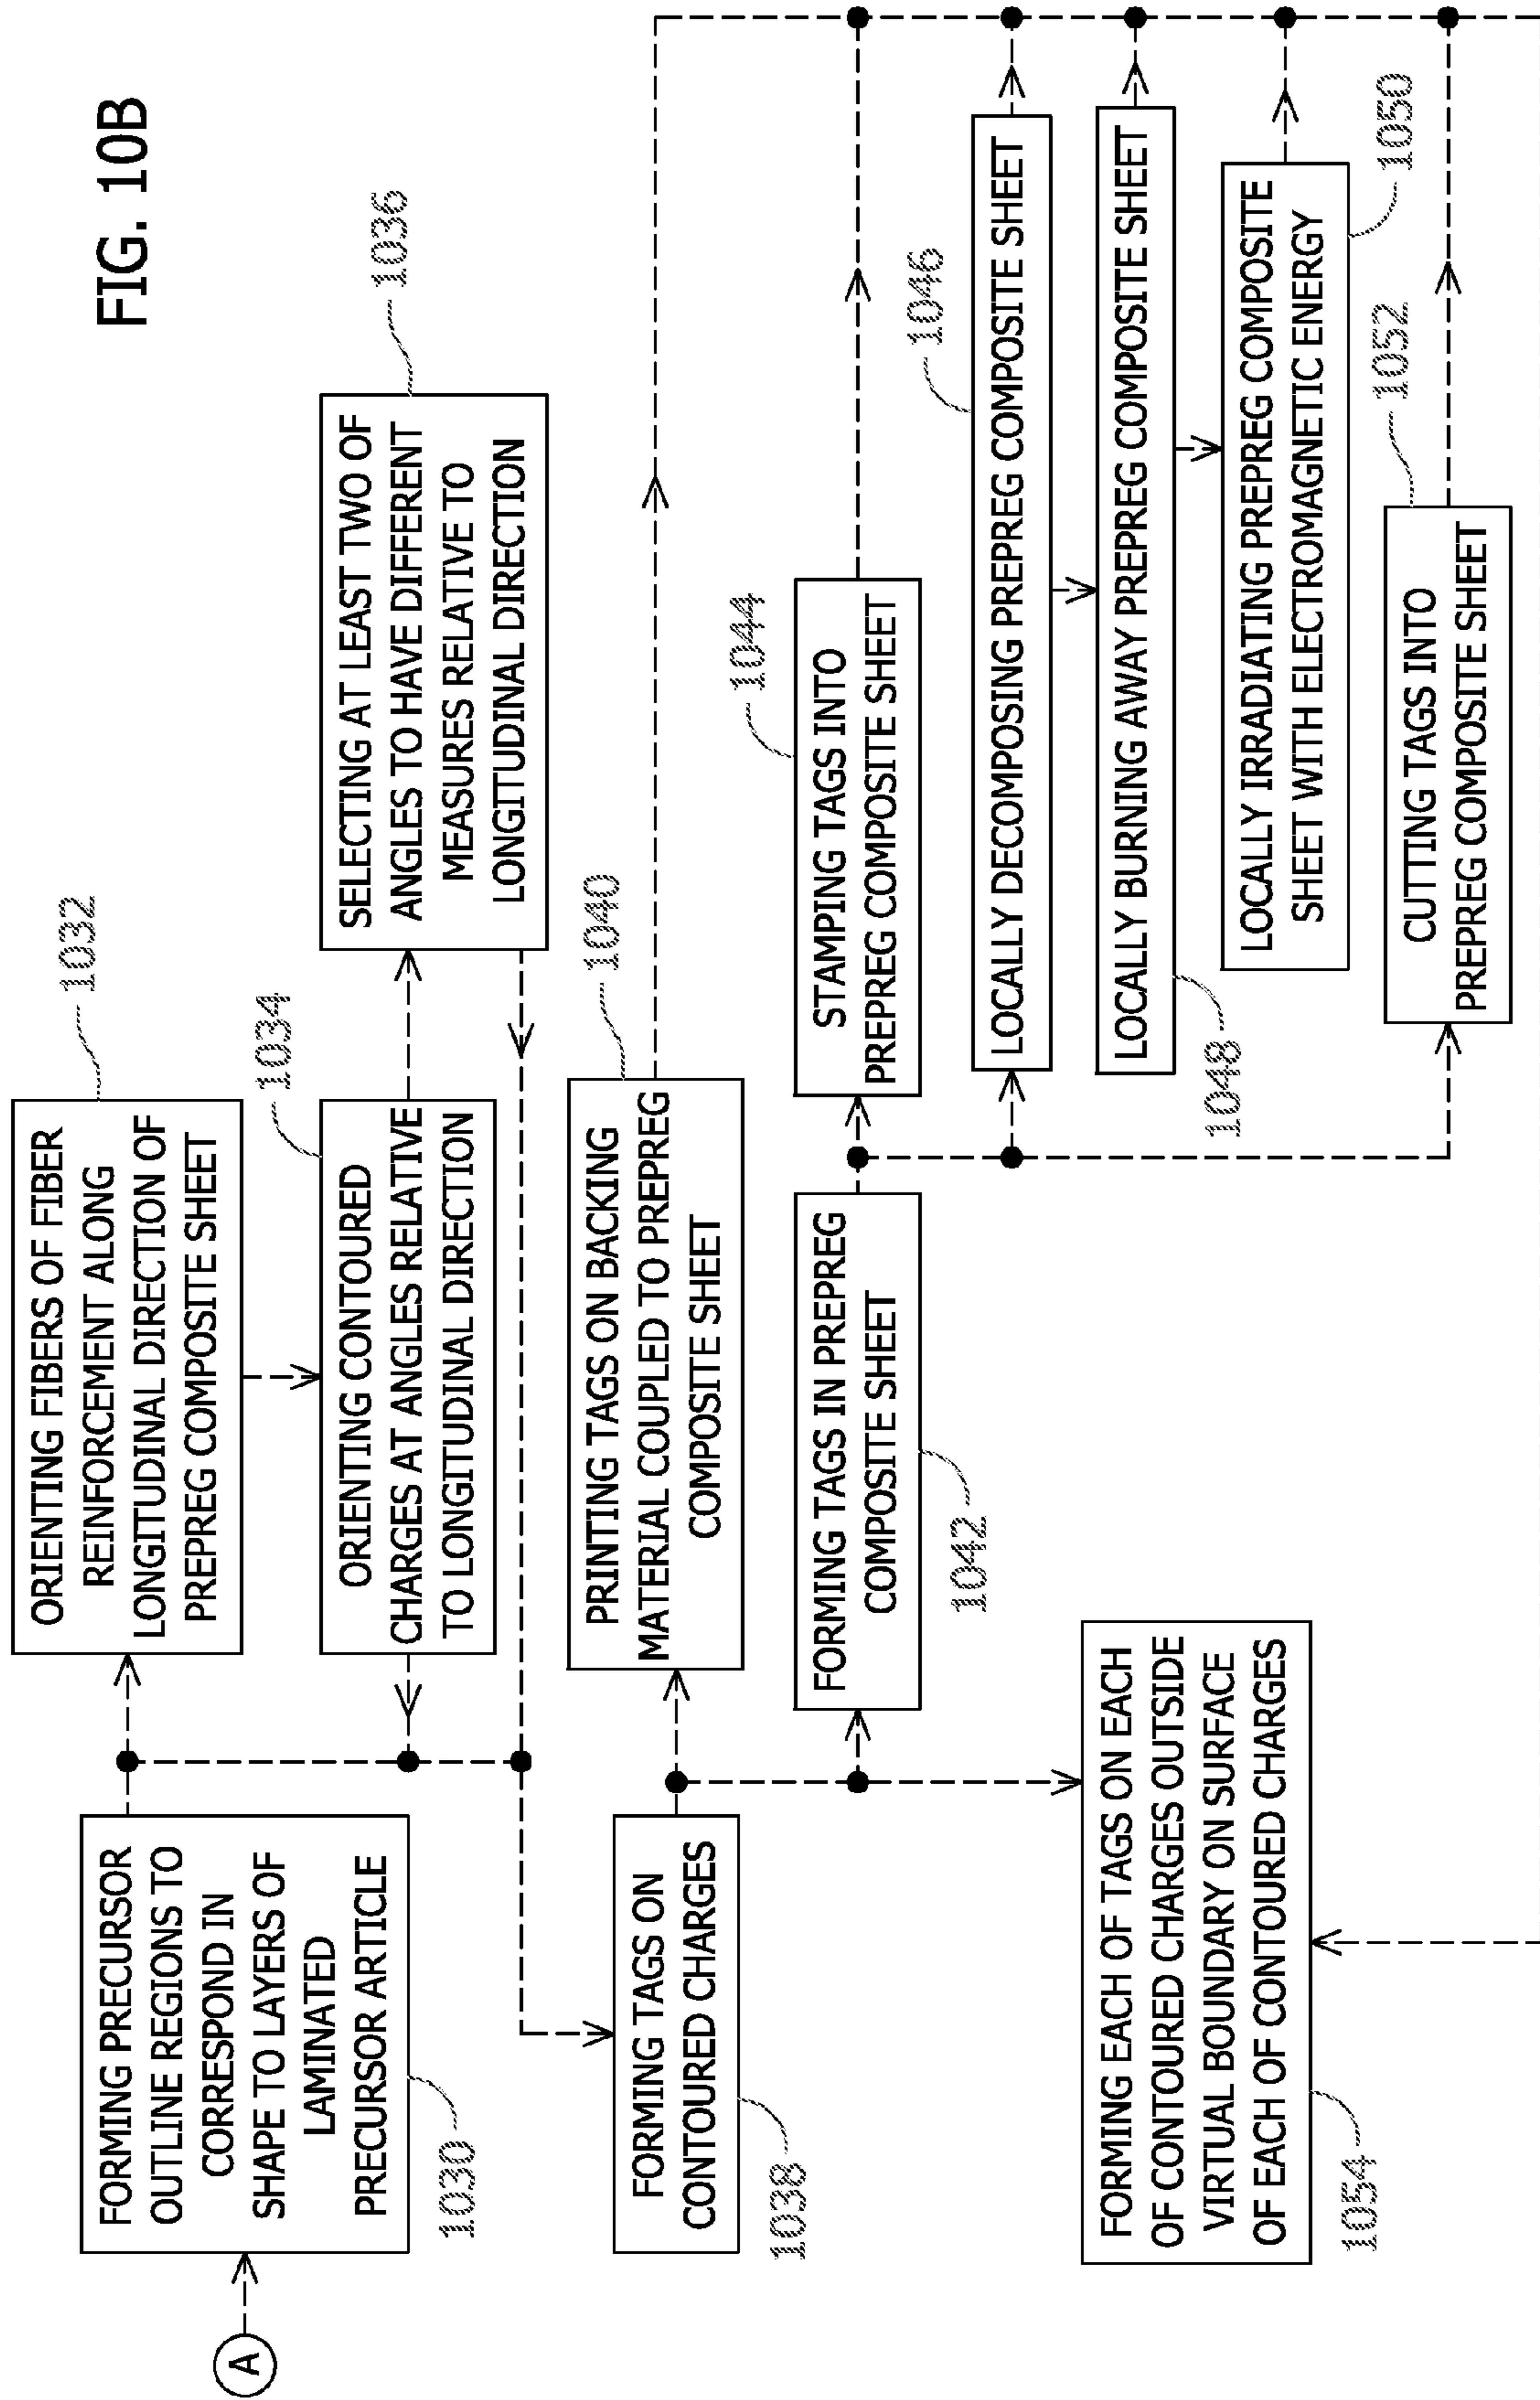 FIG. 10B
A
FORMING PRECURSOR
OUTLINE REGIONS TO
CORRESPOND IN
SHAPE TO LAYERS OF
LAMINATED
PRECURSOR ARTICLE
1030
ORIENTING FIBERS OF FIBER
REINFORCEMENT ALONG
LONGITUDINAL DIRECTION OF
PREPREG COMPOSITE SHEET
1032
ORIENTING CONTOURED
CHARGES AT ANGLES RELATIVE
TO LONGITUDINAL DIRECTION
1034
SELECTING AT LEAST TWO OF
ANGLES TO HAVE DIFFERENT
MEASURES RELATIVE TO
LONGITUDINAL DIRECTION
1036
FORMING TAGS ON
CONTOURED CHARGES
1038
PRINTING TAGS ON BACKING
MATERIAL COUPLED TO PREPREG
COMPOSITE SHEET
1040
FORMING TAGS IN PREPREG
COMPOSITE SHEET
1042
STAMPING TAGS INTO
PREPREG COMPOSITE SHEET
1044
LOCALLY DECOMPOSING PREPREG COMPOSITE SHEET
1046
LOCALLY BURNING AWAY PREPREG COMPOSITE SHEET
1048
LOCALLY IRRADIATING PREPREG COMPOSITE
SHEET WITH ELECTROMAGNETIC ENERGY
1050
CUTTING TAGS INTO
PREPREG COMPOSITE SHEET
1052
FORMING EACH OF TAGS ON EACH
OF CONTOURED CHARGES OUTSIDE
VIRTUAL BOUNDARY ON SURFACE
OF EACH OF CONTOURED CHARGES
1054